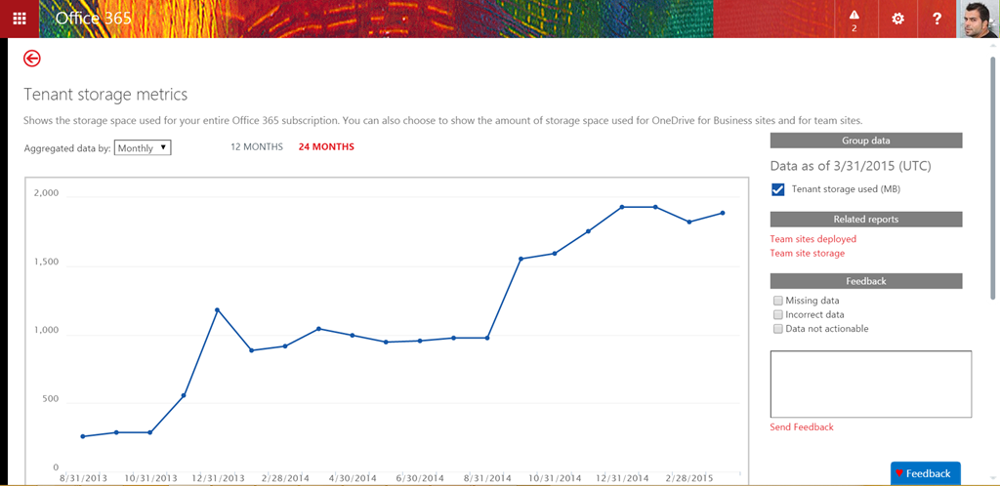 Office 365
2
?
Tenant storage metrics
Shows the storage space used for your entire Office 365 subscription. You can also choose to show the amount of storage space used for OneDrive for Business sites and for team sites.
Aggregated data by: Monthly
12 MONTHS 24 MONTHS
2,000
1,500
1,000
500
0
8/31/2013 10/31/2013 12/31/2013 2/28/2014 4/30/2014 6/30/2014 8/31/2014 10/31/2014 12/31/2014 2/28/2015
Group data
Data as of 3/31/2015 (UTC)
Tenant storage used (MB)
Related reports
Team sites deployed
Team site storage
Feedback
Missing data
Incorrect data
Data not actionable
Send Feedback
Feedback